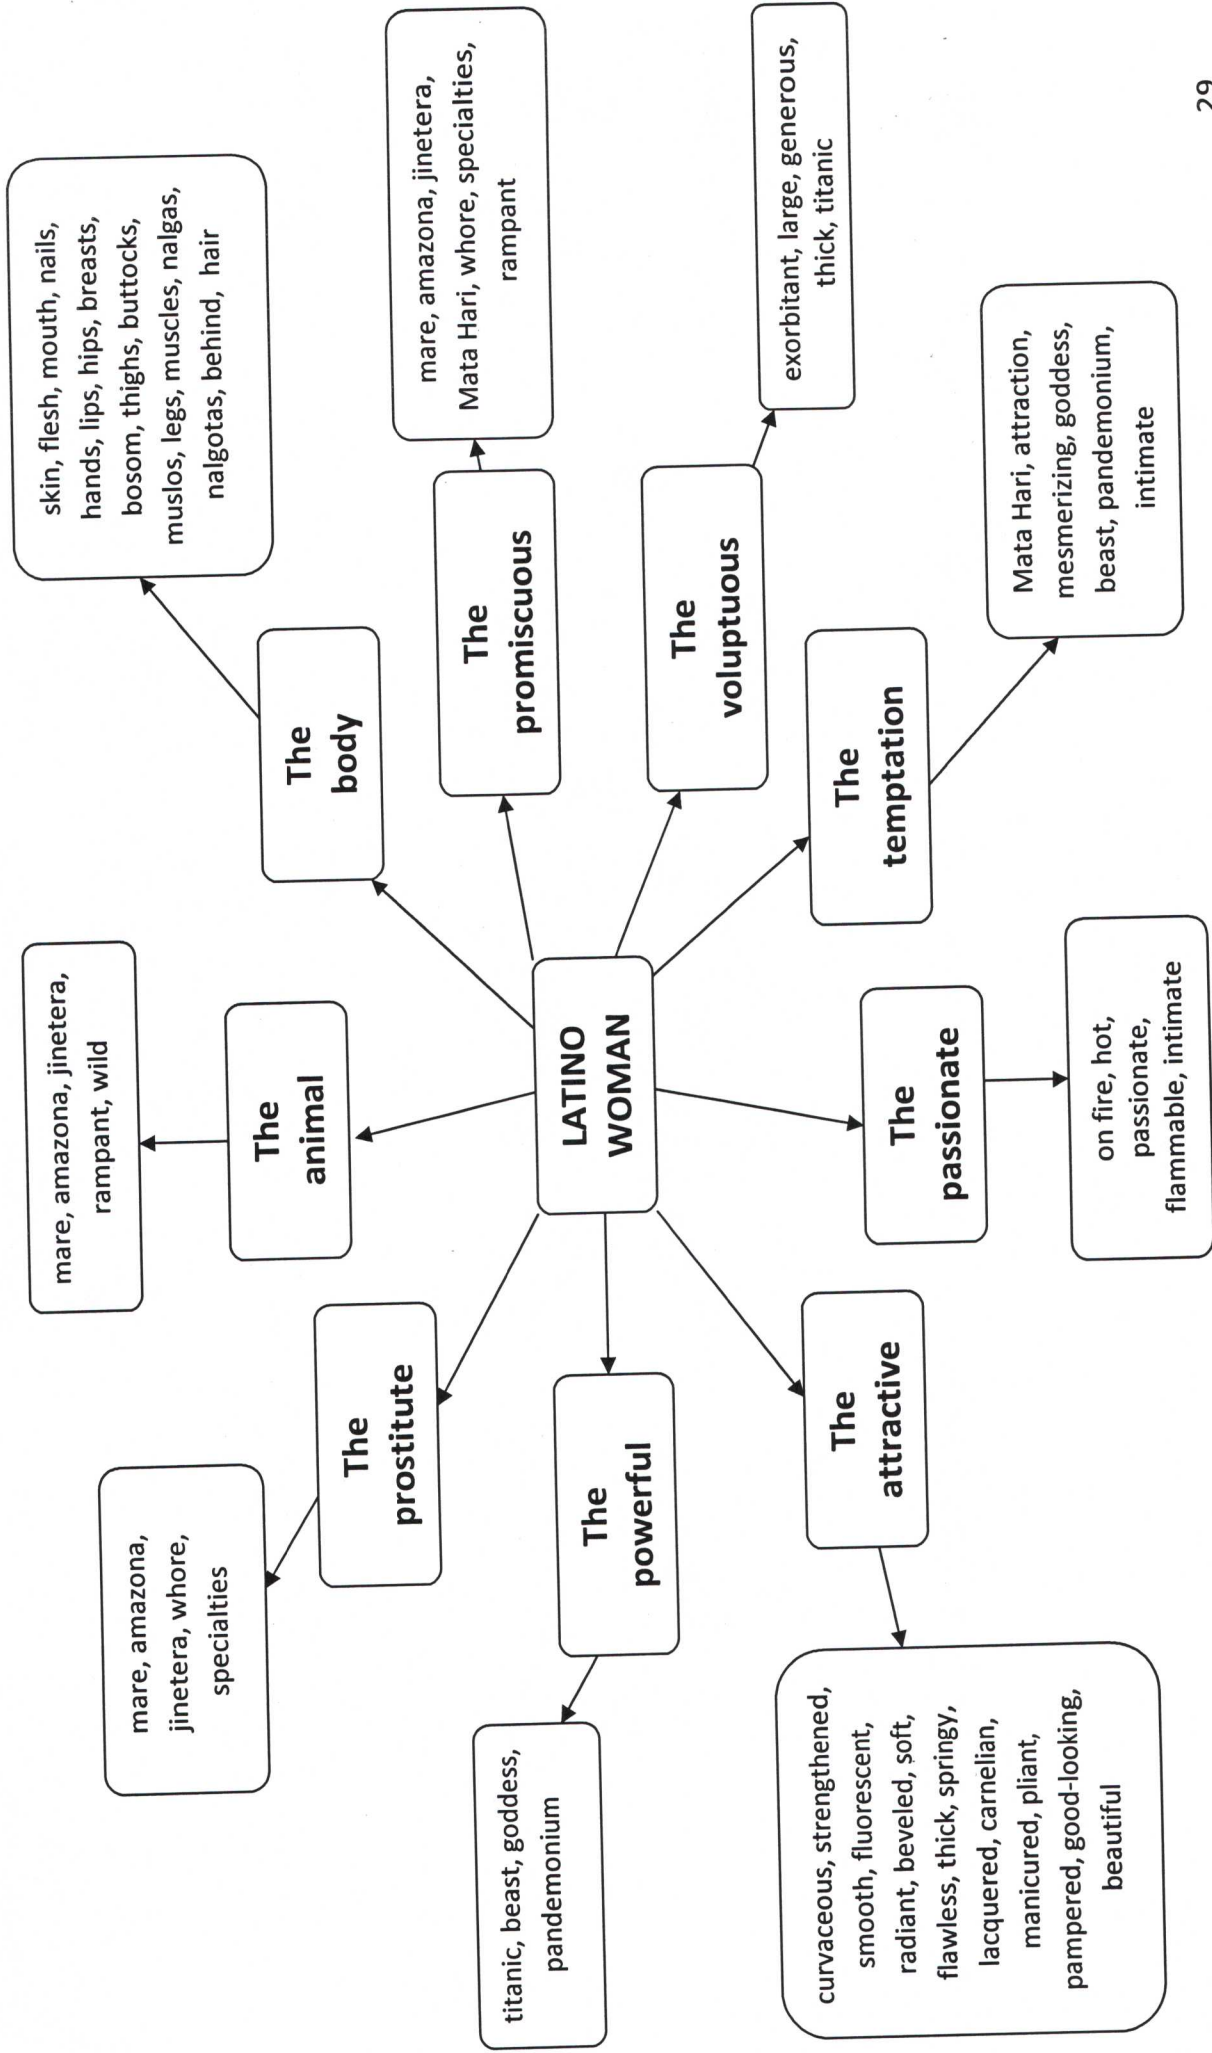 mare, amazona,
jinetera, whore,
specialties
The
prostitute
mare, amazona, jinetera,
rampant, wild
The
animal
skin, flesh, mouth, nails,
hands, lips, hips, breasts,
bosom, thighs, buttocks,
muslos, legs, muscles, nalgas,
nalgotas, behind, hair
The
body
mare, amazona, jinetera,
Mata Hari, whore, specialties,
rampant
The
promiscuous
titanic, beast, goddess,
pandemonium
The
powerful
LATINO
WOMAN
The
voluptuous
exorbitant, large, generous,
thick, titanic
curvaceous, strengthened,
smooth, fluorescent,
radiant, beveled, soft,
flawless, thick, springy,
lacquered, carnelian,
manicured, pliant,
pampered, good-looking,
beautiful
The
attractive
The
passionate
on fire, hot,
passionate,
flammable, intimate
The
temptation
Mata Hari, attraction,
mesmerizing, goddess,
beast, pandemonium,
intimate
29